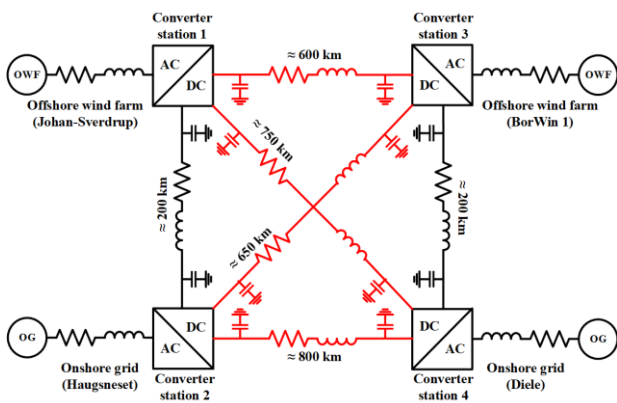 Converter
station 1
Converter
station 3
≈ 600 km
OWF
AC
DC
DC
AC
OWF
Offshore wind farm
(Johan-Sverdrup)
Offshore wind farm
(BorWin 1)
≈ 750 km
≈ 200 km
≈ 200 km
≈ 650 km
OG
DC
AC
DC
AC
OG
Onshore grid
(Haugsneset)
≈ 800 km
Onshore grid
(Diele)
Converter
station 2
Converter
station 4